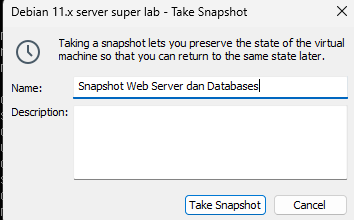 Debian 11.x server super lab - Take Snapshot
Taking a snapshot lets you preserve the state of the virtual
machine so that you can return to the same state later.
Name: Snapshot Web Server dan Databases
Description:
Take Snapshot Cancel